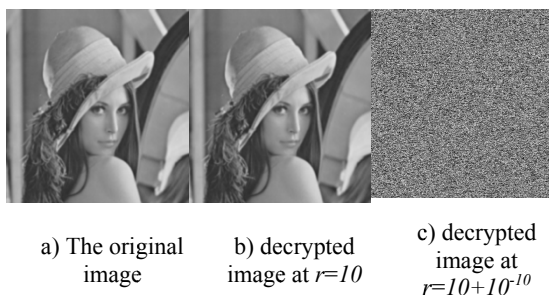 a) The original
image
b) decrypted
image at r=10
c) decrypted
image at
r=10+10^-10